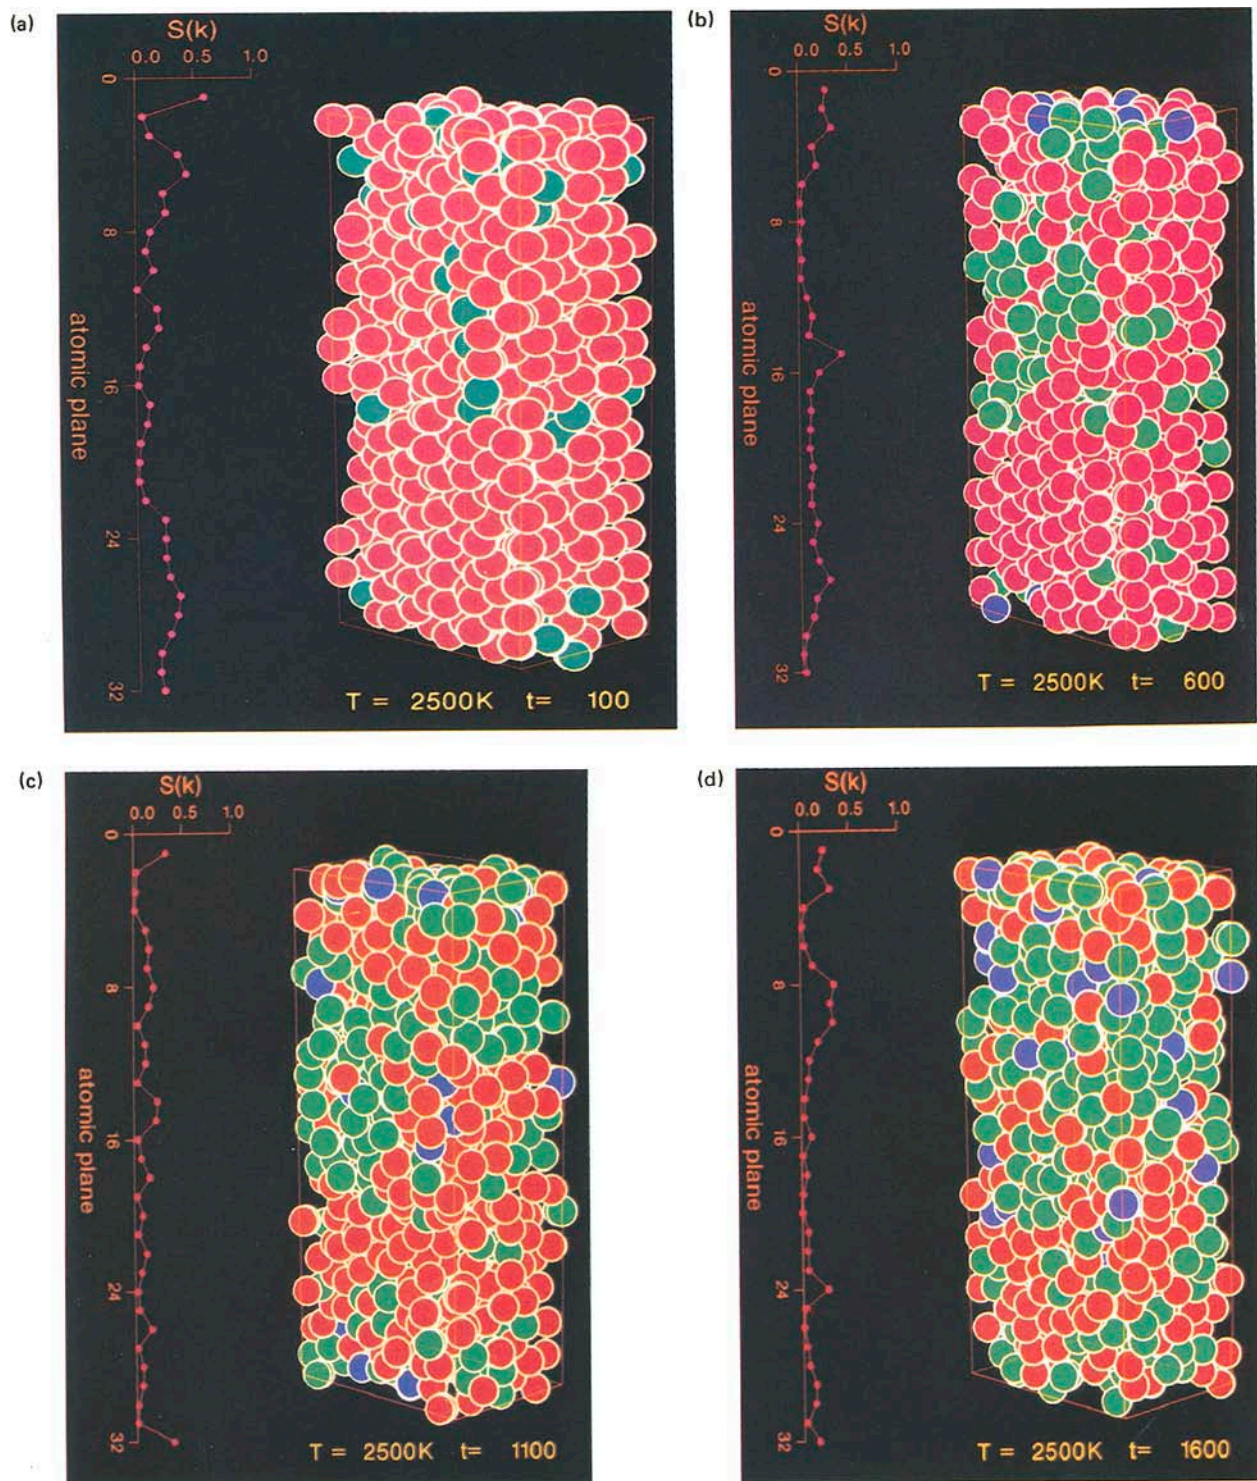 (a)
S(k)
0.0 0.5 1.0
0
8
16
24
32
atomic plane
T = 2500K t= 100
(b)
S(k)
0.0 0.5 1.0
0
8
16
24
32
atomic plane
T = 2500K t= 600
(c)
S(k)
0.0 0.5 1.0
0
8
16
24
32
atomic plane
T = 2500K t= 1100
(d)
S(k)
0.0 0.5 1.0
0
8
16
24
32
atomic plane
T = 2500K t= 1600